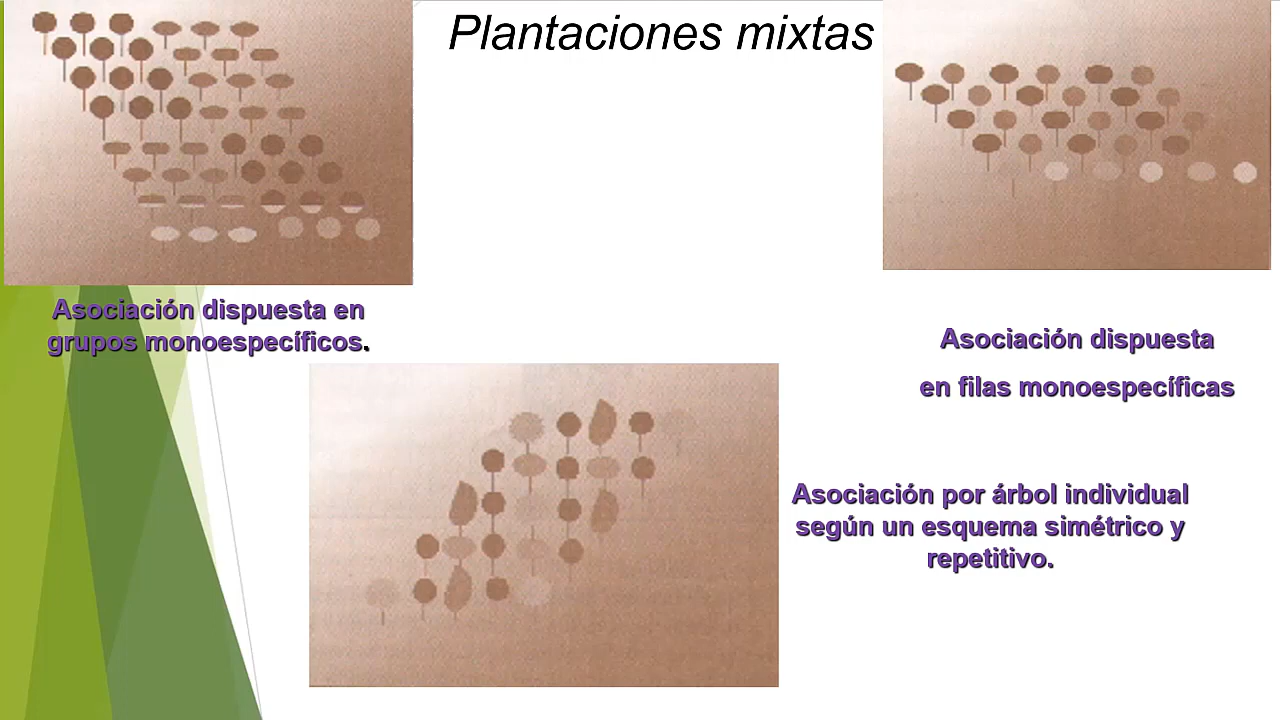 Plantaciones mixtas
Asociación dispuesta en
grupos monoespecíficos.
Asociación dispuesta
en filas monoespecíficas
Asociación por árbol individual
según un esquema simétrico y
repetitivo.